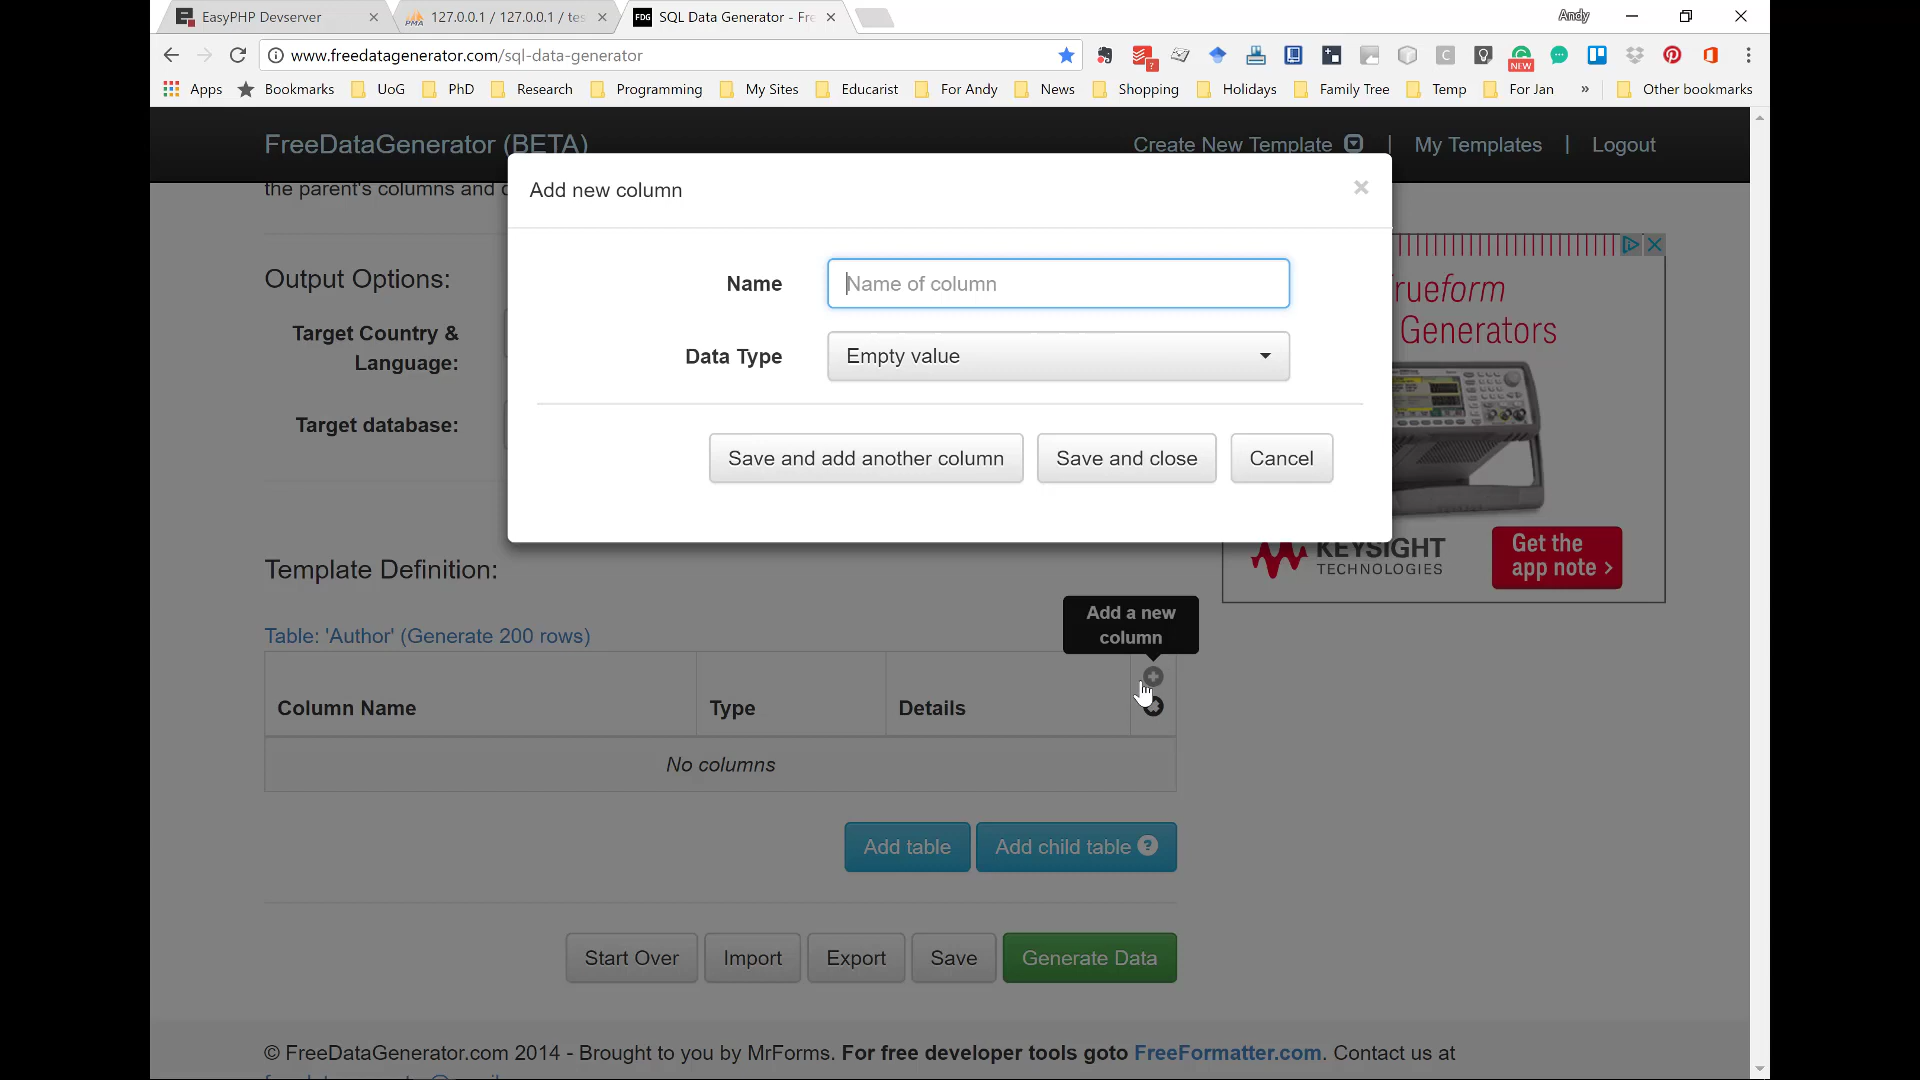 EasyPHP Devserver
127.0.0.1 / 127.0.0.1 / tes
FDG SQL Data Generator - Fre
Andy
www.freedatagenerator.com/sql-data-generator
NEW
Apps
Bookmarks
UoG
PhD
Research
Programming
My Sites
Educarist
For Andy
News
Shopping
Holidays
Family Tree
Temp
For Jan
»
Other bookmarks
FreeDataGenerator (BETA)
Create New Template | My Templates | Logout
the parent's columns and
Add new column
×
Name
Name of column
Data Type
Empty value
Save and add another column
Save and close
Cancel
Output Options:
Target Country &
Language:
Target database:
rueform
Generators
KEYSIGHT
TECHNOLOGIES
Get the
app note >
Template Definition:
Add a new
column
Table: 'Author' (Generate 200 rows)
Column Name
Type
Details
No columns
Add table
Add child table ?
Start Over
Import
Export
Save
Generate Data
© FreeDataGenerator.com 2014 - Brought to you by MrForms. For free developer tools goto FreeFormatter.com. Contact us at